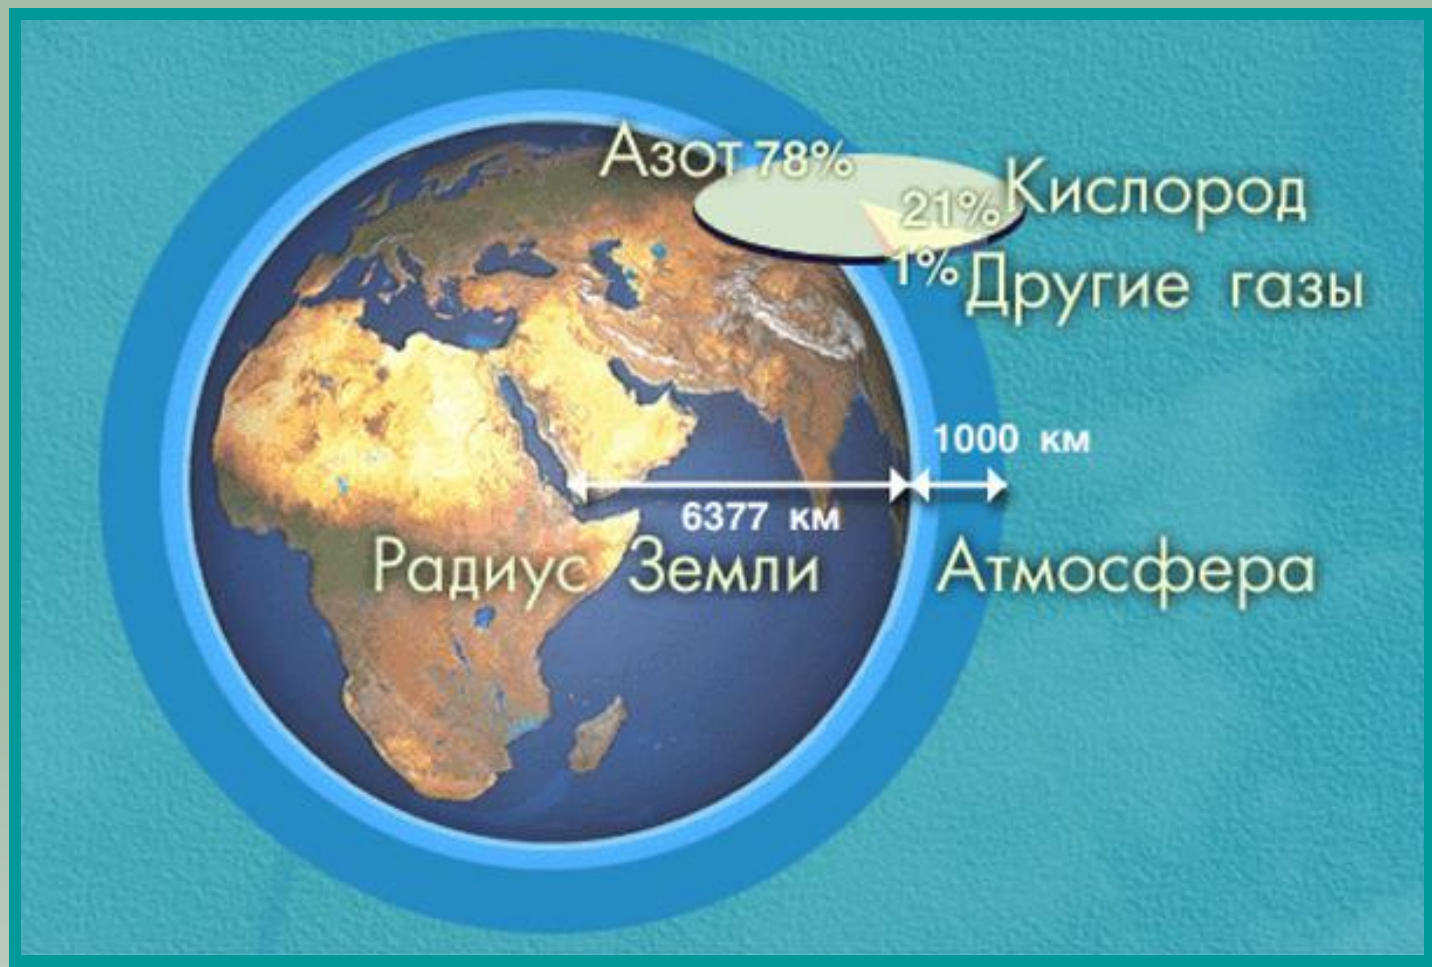 Азот 78%
21% Кислород
1% Другие газы
1000 км
6377 км
Радиус Земли
Атмосфера